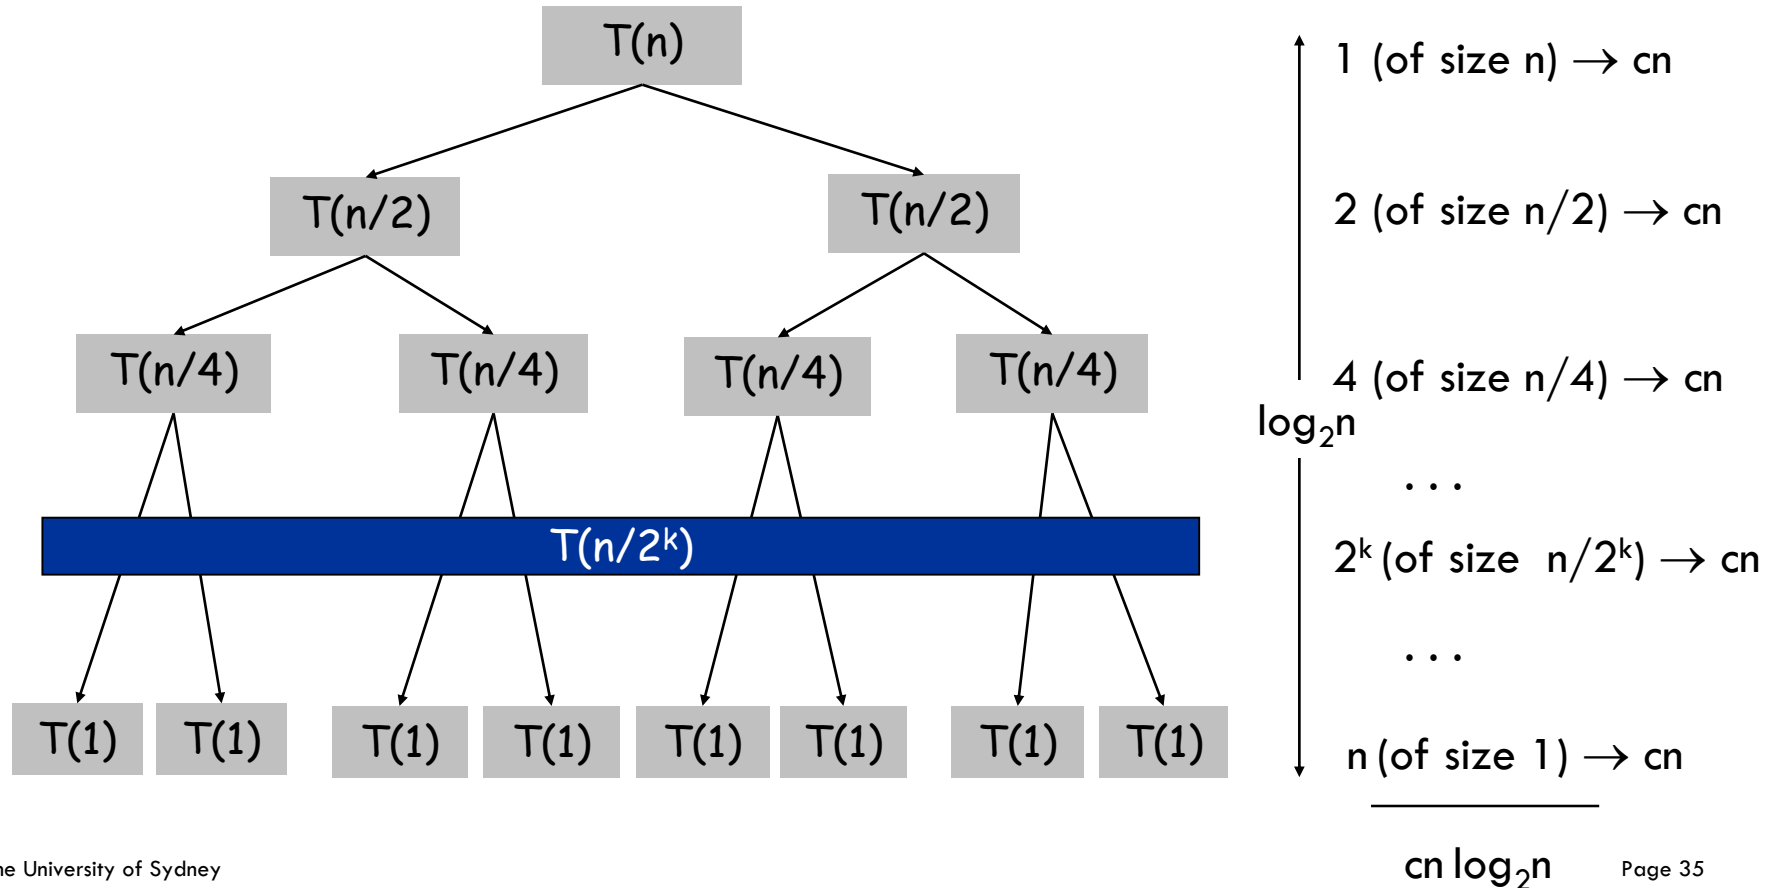 T(n)
1 (of size n) → cn
T(n/2) T(n/2)
2 (of size n/2) → cn
T(n/4) T(n/4) T(n/4) T(n/4)
4 (of size n/4) → cn
log₂n
. . .
T(n/2ᵏ)
2ᵏ (of size n/2ᵏ) → cn
. . .
T(1) T(1) T(1) T(1) T(1) T(1) T(1) T(1)
n (of size 1) → cn
cn log₂n
ne University of Sydney
Page 35